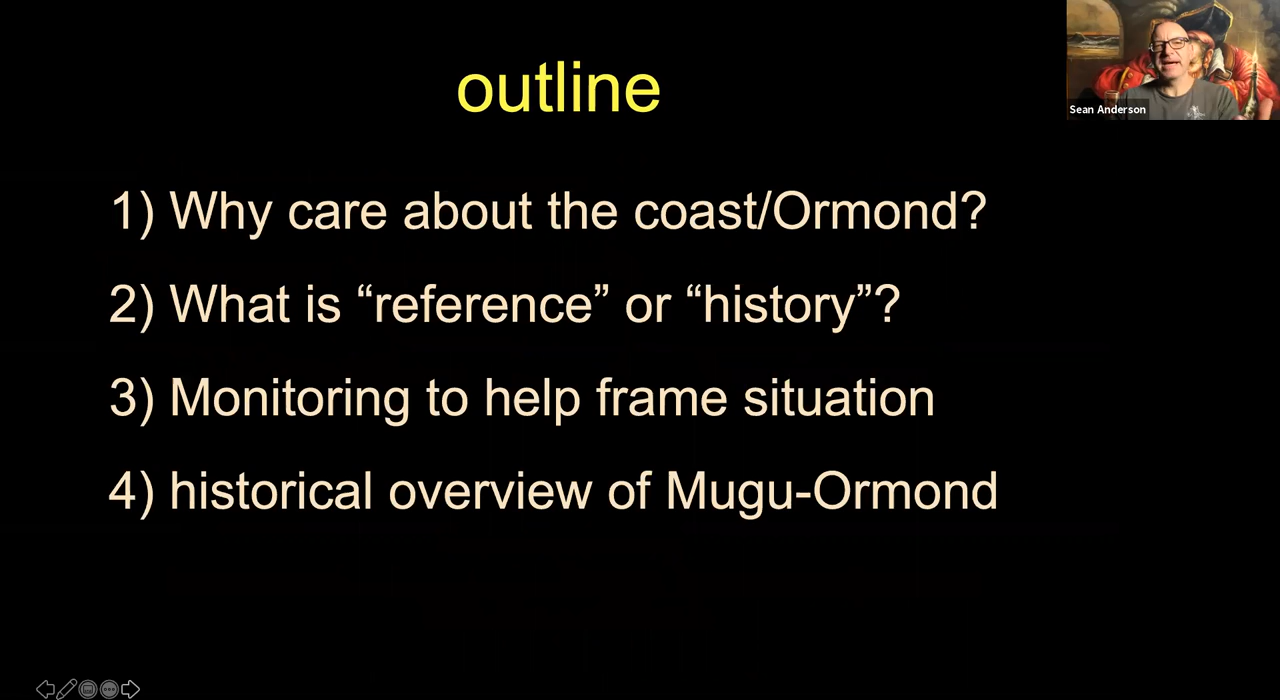 outline
Sean Anderson
1) Why care about the coast/Ormond?
2) What is “reference” or “history”?
3) Monitoring to help frame situation
4) historical overview of Mugu-Ormond